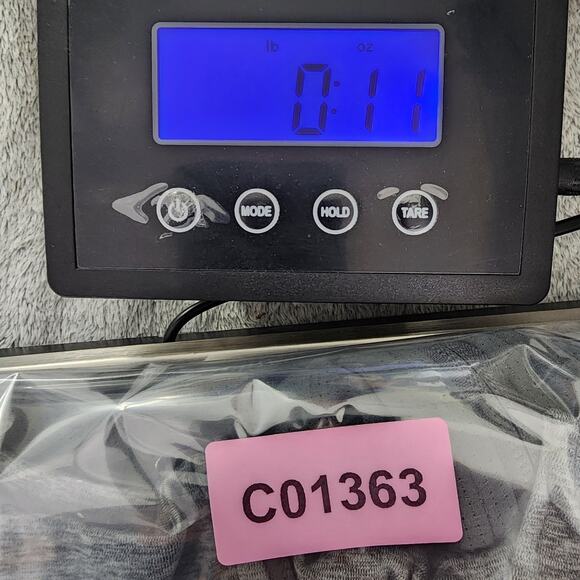 lb oz
0:11
MODE HOLD TARE
C01363